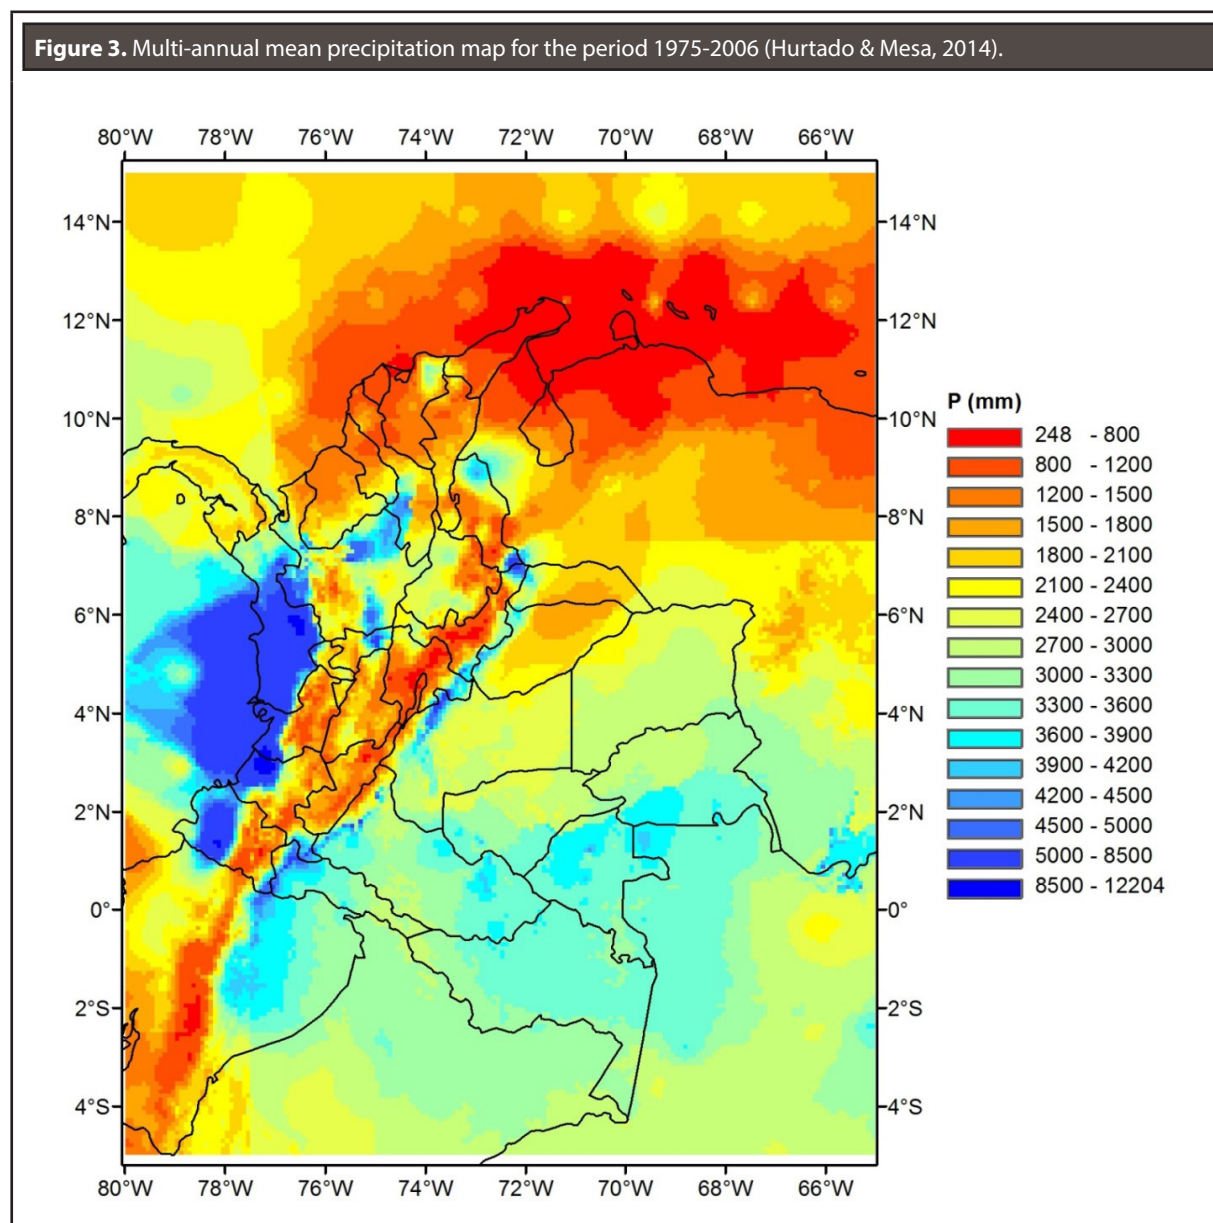 Figure 3. Multi-annual mean precipitation map for the period 1975-2006 (Hurtado & Mesa, 2014).
80°W 78°W 76°W 74°W 72°W 70°W 68°W 66°W
14°N 14°N
12°N 12°N
10°N 10°N
8°N 8°N
6°N 6°N
4°N 4°N
2°N 2°N
0° 0°
2°S 2°S
4°S 4°S
80°W 78°W 76°W 74°W 72°W 70°W 68°W 66°W
P (mm)
248 - 800
800 - 1200
1200 - 1500
1500 - 1800
1800 - 2100
2100 - 2400
2400 - 2700
2700 - 3000
3000 - 3300
3300 - 3600
3600 - 3900
3900 - 4200
4200 - 4500
4500 - 5000
5000 - 8500
8500 - 12204